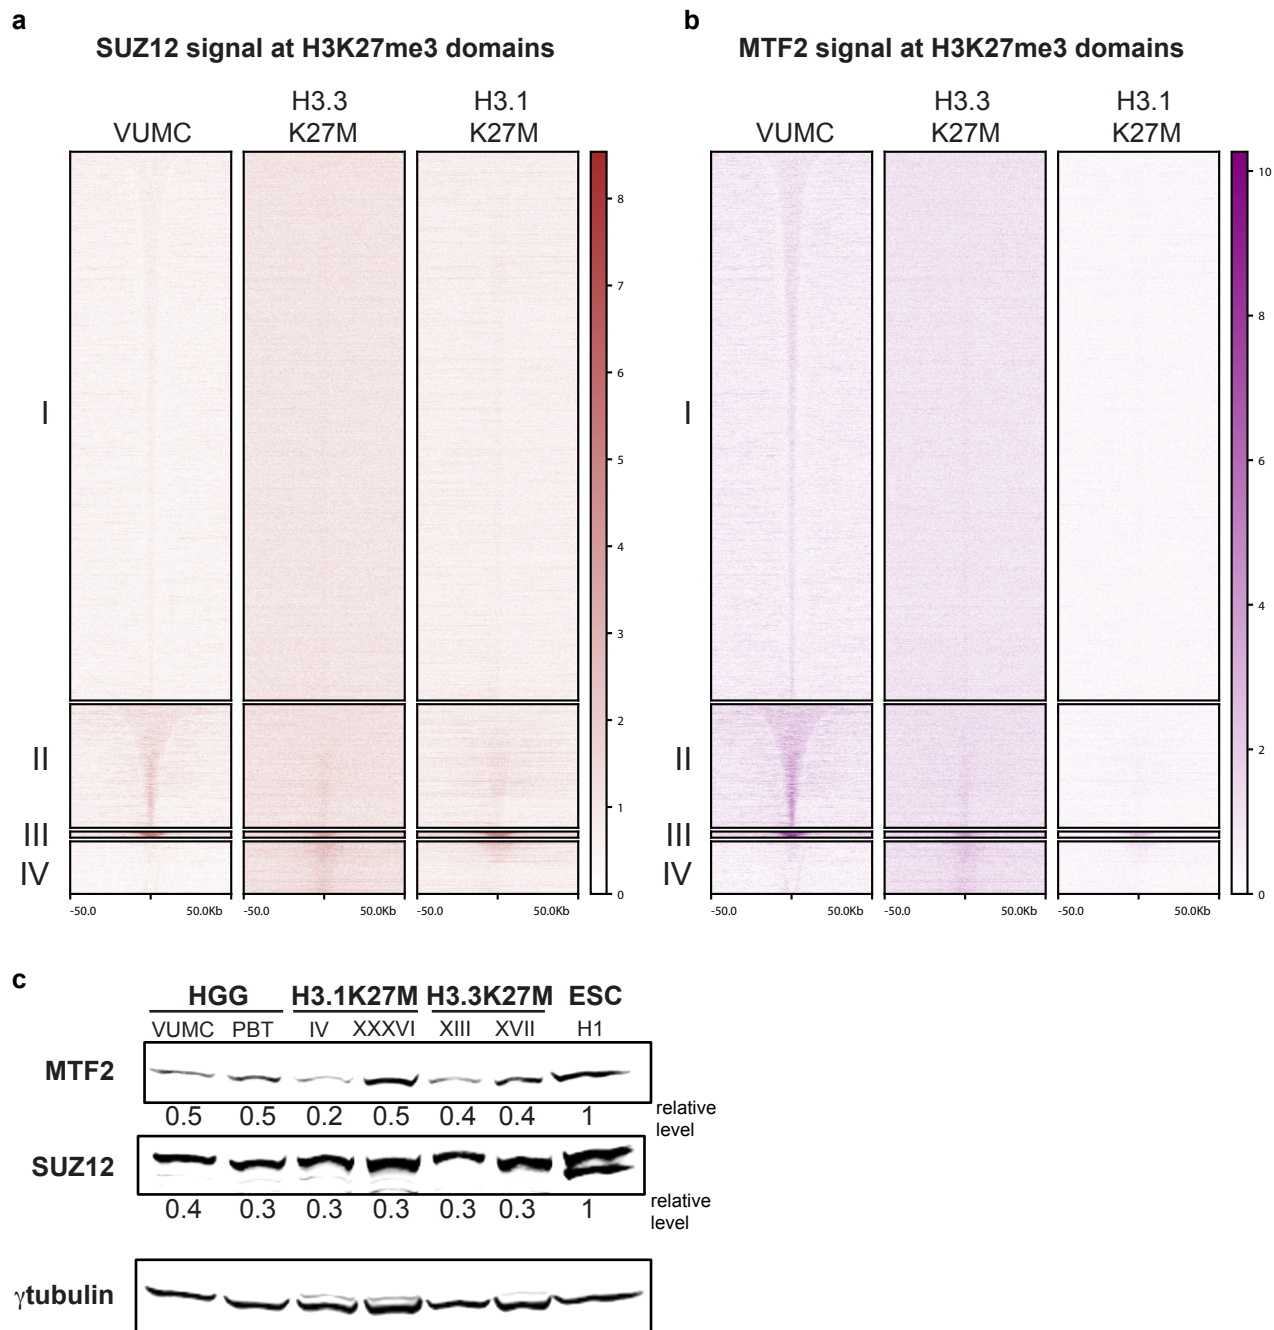 a
SUZ12 signal at H3K27me3 domains
VUMC
H3.3
K27M
H3.1
K27M
I
II
III
IV
8
7
6
5
4
3
2
1
0
-50.0 50.0Kb
-50.0 50.0Kb
-50.0 50.0Kb
b
MTF2 signal at H3K27me3 domains
VUMC
H3.3
K27M
H3.1
K27M
I
II
III
IV
10
8
6
4
2
0
-50.0 50.0Kb
-50.0 50.0Kb
-50.0 50.0Kb
c
HGG H3.1K27M H3.3K27M ESC
VUMC PBT IV XXXVI XIII XVII H1
MTF2
0.5 0.5 0.2 0.5 0.4 0.4 1 relative
level
SUZ12
0.4 0.3 0.3 0.3 0.3 0.3 1 relative
level
γtubulin